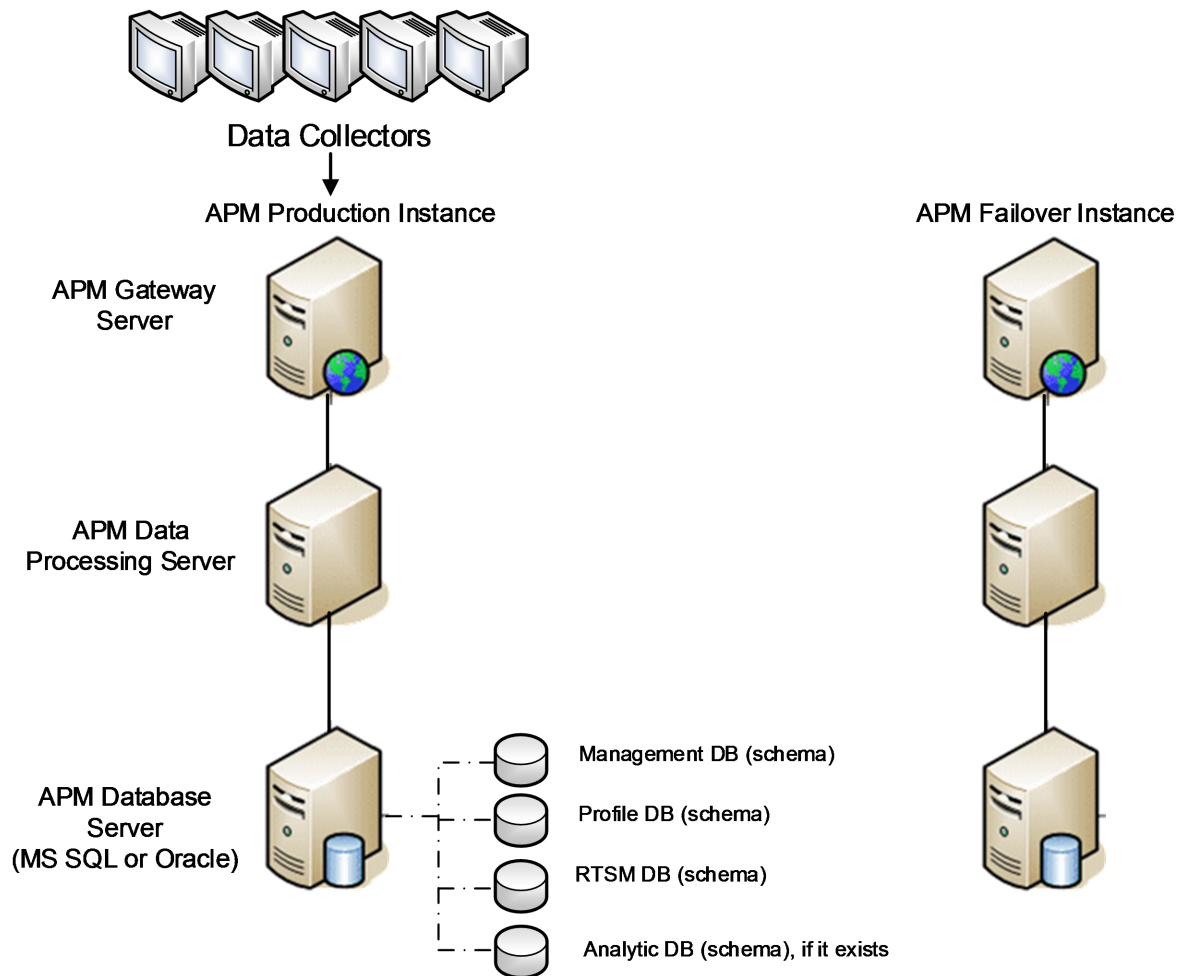 Data Collectors
APM Production Instance
APM Failover Instance
APM Gateway
Server
APM Data
Processing Server
APM Database
Server
(MS SQL or Oracle)
Management DB (schema)
Profile DB (schema)
RTSM DB (schema)
Analytic DB (schema), if it exists